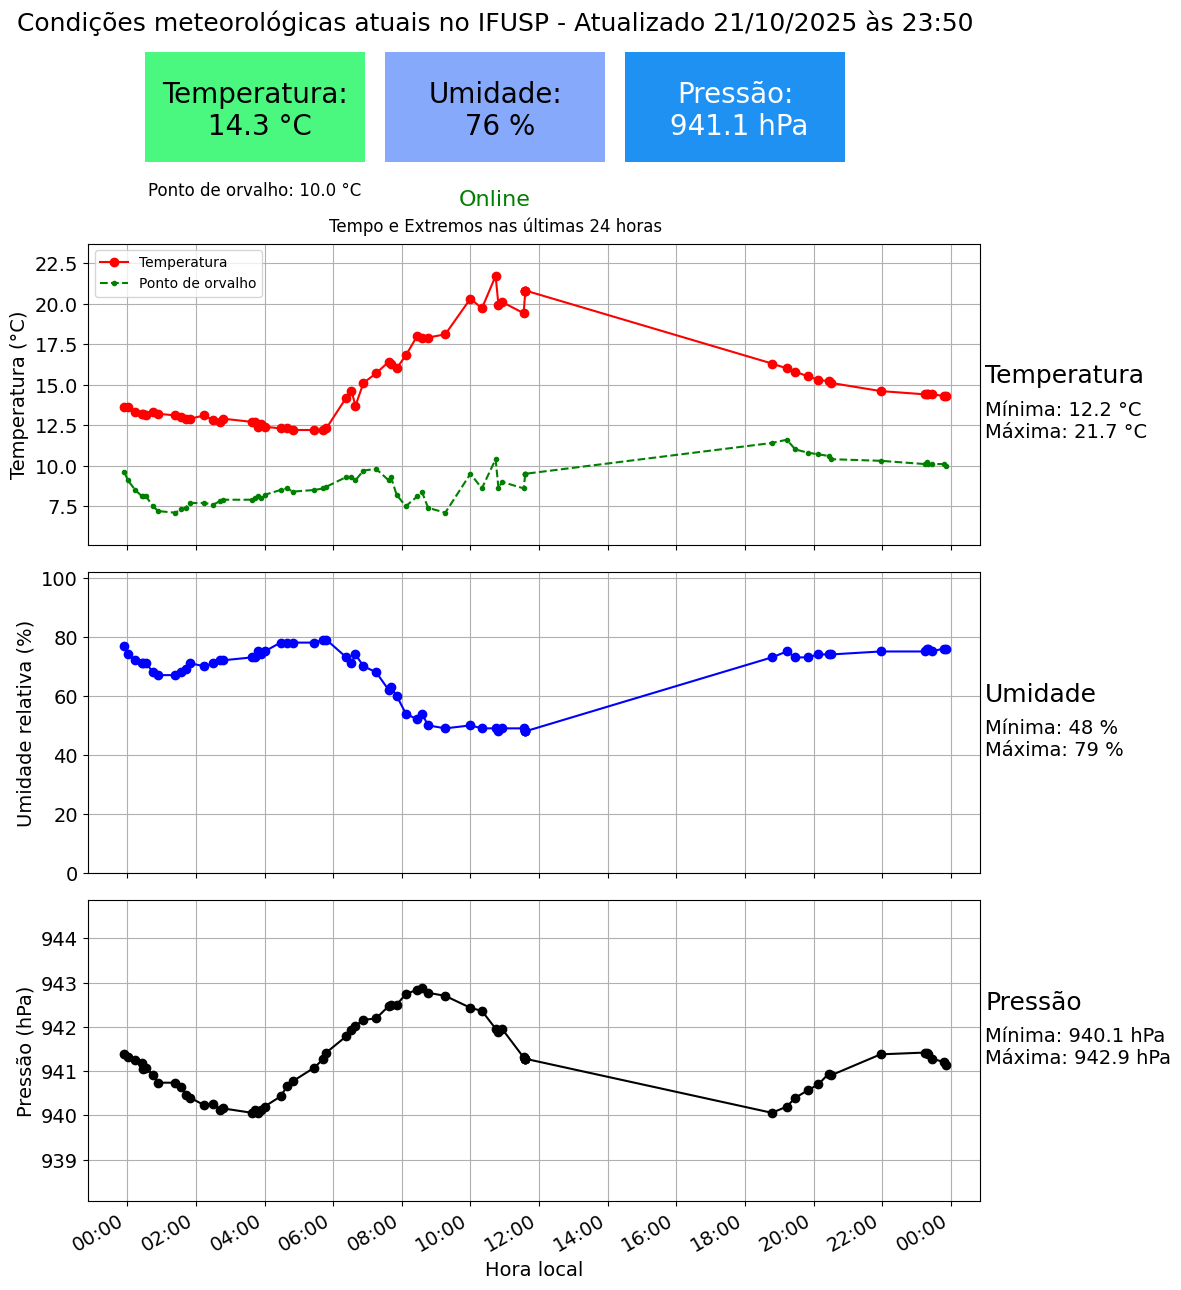 Condições meteorológicas atuais no IFUSP - Atualizado 21/10/2025 às 23:50
Temperatura:
14.3 °C
Umidade:
76 %
Pressão:
941.1 hPa
Ponto de orvalho: 10.0 °C
Online
Tempo e Extremos nas últimas 24 horas
Temperatura
Ponto de orvalho
Temperatura (°C)
22.5
20.0
17.5
15.0
12.5
10.0
7.5
Temperatura
Mínima: 12.2 °C
Máxima: 21.7 °C
Umidade relativa (%)
100
80
60
40
20
0
Umidade
Mínima: 48 %
Máxima: 79 %
Pressão (hPa)
944
943
942
941
940
939
Pressão
Mínima: 940.1 hPa
Máxima: 942.9 hPa
00:00 02:00 04:00 06:00 08:00 10:00 12:00 14:00 16:00 18:00 20:00 22:00 00:00
Hora local